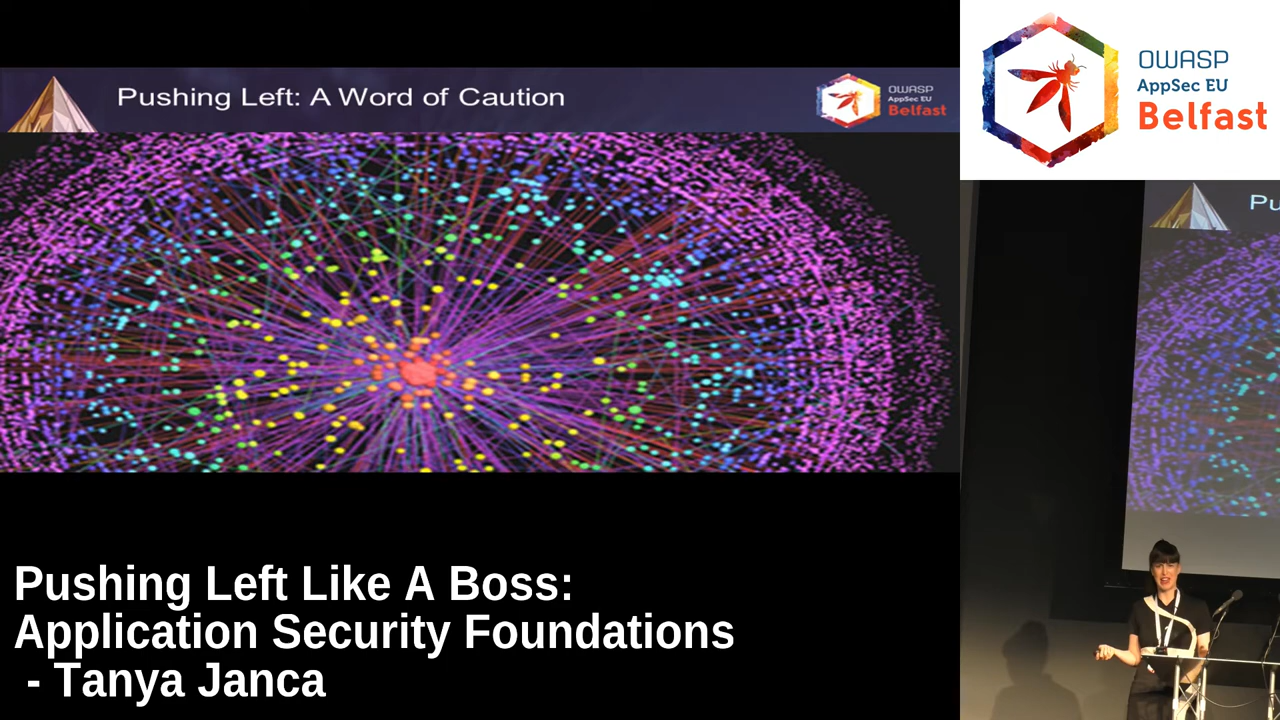 Pushing Left: A Word of Caution
OWASP
AppSec EU
Belfast
OWASP
AppSec EU
Belfast
Pu
Pushing Left Like A Boss:
Application Security Foundations
- Tanya Janca